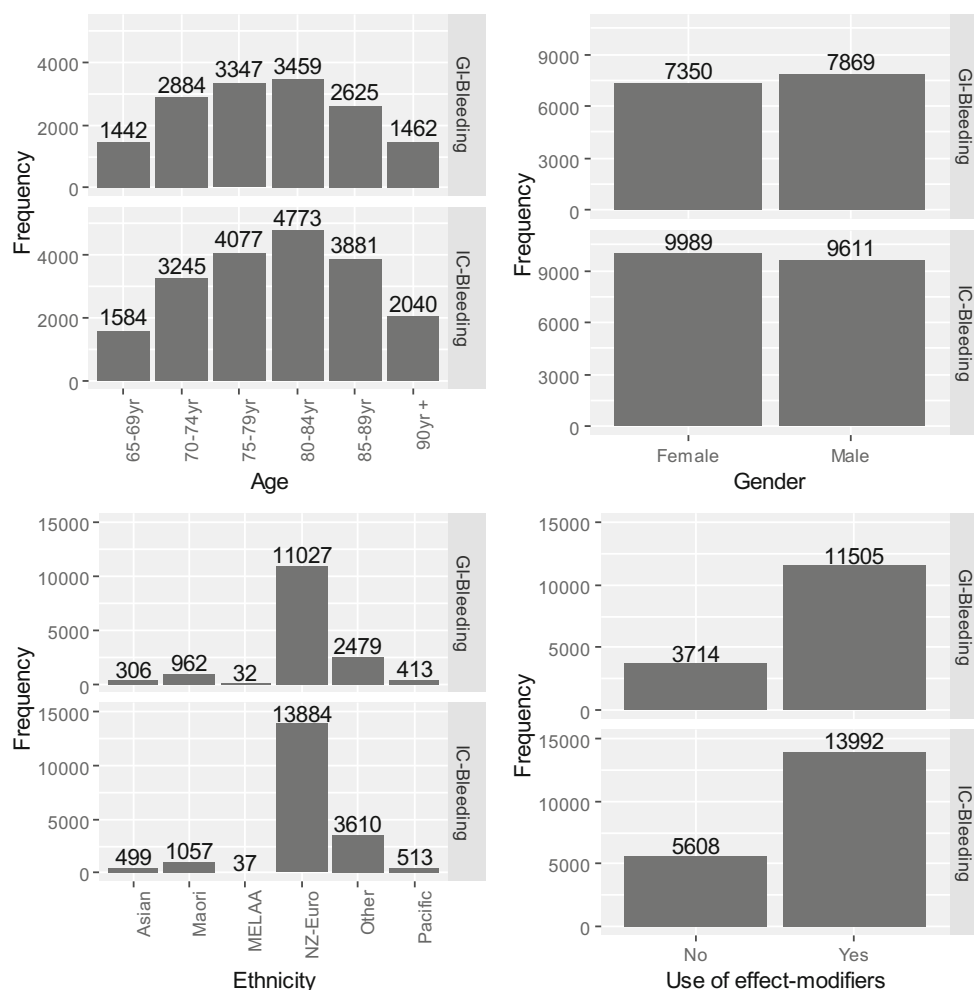 4000
2000
0
1442
2884
3347
3459
2625
1462
GI-Bleeding
4000
2000
0
1584
3245
4077
4773
3881
2040
IC-Bleeding
Frequency
65-69yr
70-74yr
75-79yr
80-84yr
85-89yr
90yr +
Age
9000
6000
3000
0
7350
7869
GI-Bleeding
9000
6000
3000
0
9989
9611
IC-Bleeding
Frequency
Female
Male
Gender
15000
10000
5000
0
306
962
32
11027
2479
413
GI-Bleeding
15000
10000
5000
0
499
1057
37
13884
3610
513
IC-Bleeding
Frequency
Asian
Maori
MELAA
NZ-Euro
Other
Pacific
Ethnicity
15000
10000
5000
0
3714
11505
GI-Bleeding
15000
10000
5000
0
5608
13992
IC-Bleeding
Frequency
No
Yes
Use of effect-modifiers